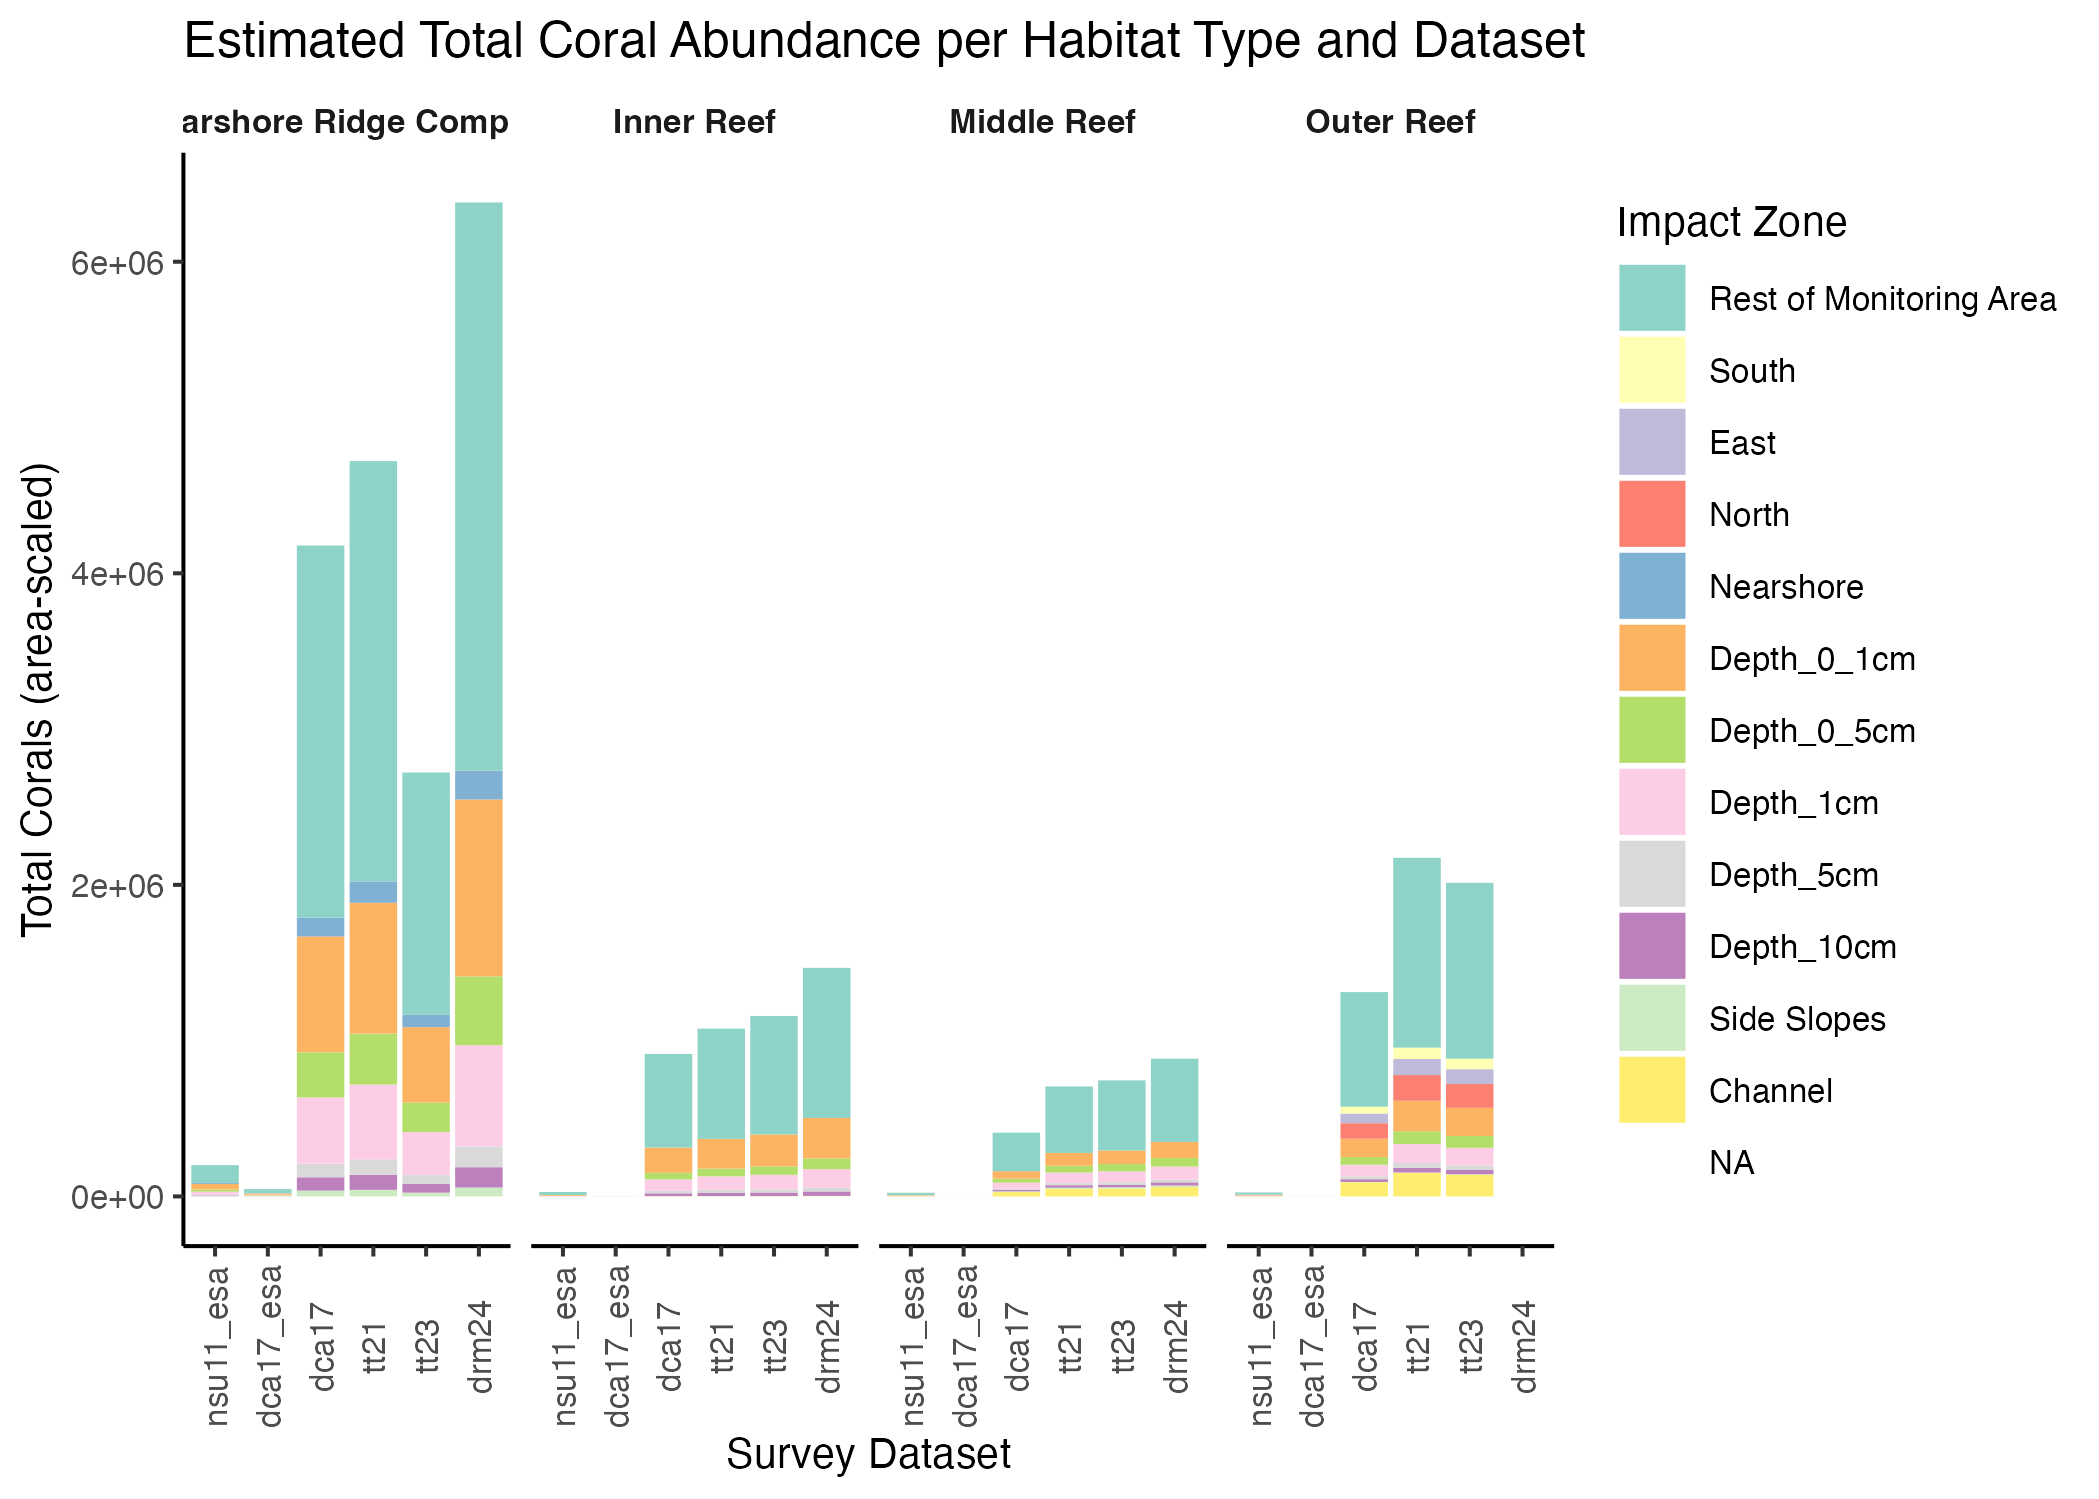 Estimated Total Coral Abundance per Habitat Type and Dataset
arshore Ridge Comp
Inner Reef
Middle Reef
Outer Reef
Total Corals (area-scaled)
6e+06
4e+06
2e+06
0e+00
nsu11_esa
dca17_esa
dca17
tt21
tt23
drm24
nsu11_esa
dca17_esa
dca17
tt21
tt23
drm24
nsu11_esa
dca17_esa
dca17
tt21
tt23
drm24
nsu11_esa
dca17_esa
dca17
tt21
tt23
drm24
Survey Dataset
Impact Zone
Rest of Monitoring Area
South
East
North
Nearshore
Depth_0_1cm
Depth_0_5cm
Depth_1cm
Depth_5cm
Depth_10cm
Side Slopes
Channel
NA